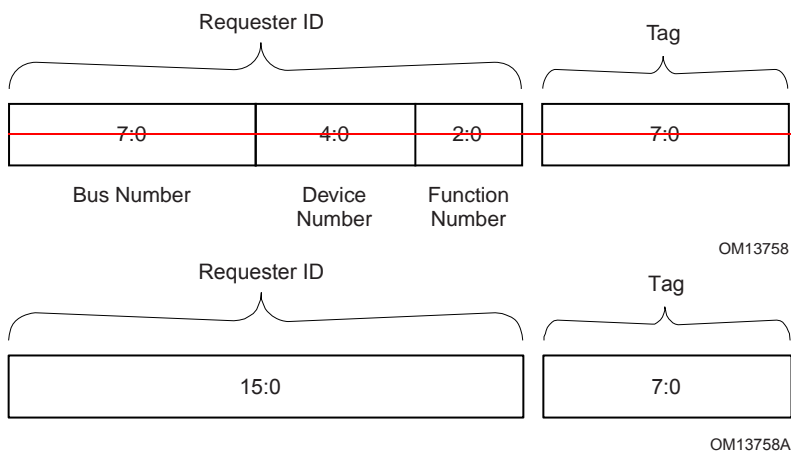 Requester ID
Tag
7:0 4:0 2:0 7:0
Bus Number Device Number Function Number
OM13758
Requester ID
Tag
15:0 7:0
OM13758A